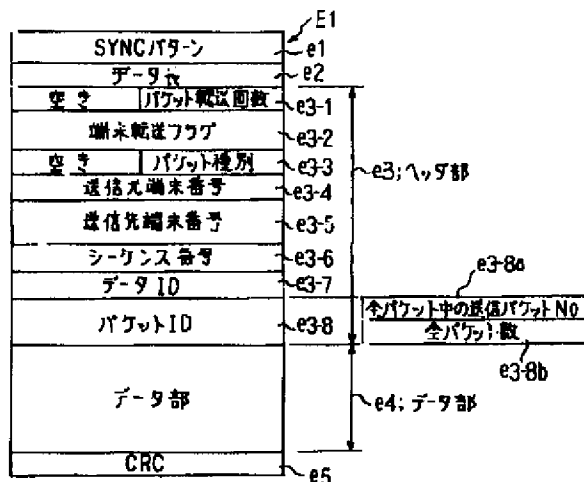 E1
SYNCパターン e1
データ長 e2
空き パケット転送回数 e3-1
端末転送フラグ e3-2
空き パケット種別 e3-3
送信元端末番号 e3-4
送信先端末番号 e3-5
シーケンス番号 e3-6
データID e3-7
パケットID e3-8
e3;ヘッダ部
e3-8a
全パケット中の送信パケットNo
全パケット数
e3-8b
データ部
e4;データ部
CRC
e5